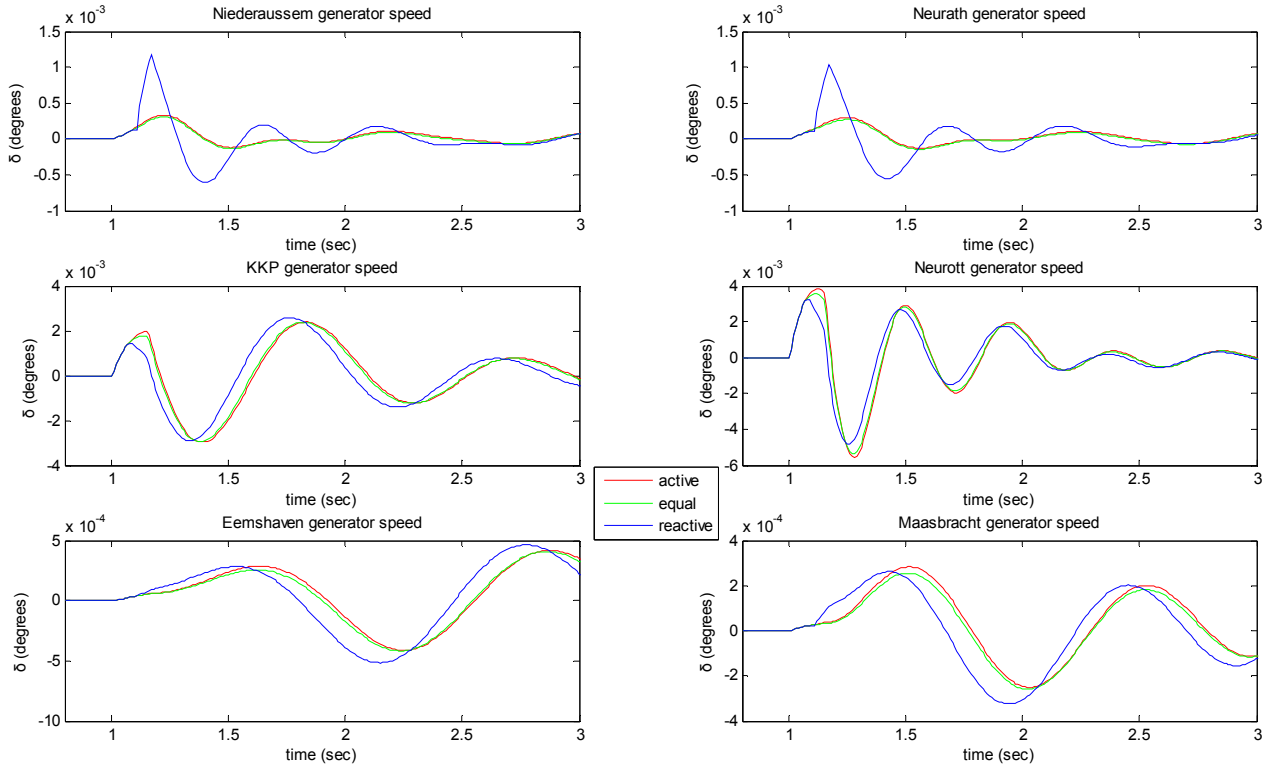 Niederaussem generator speed
x 10^-3
1.5
1
0.5
0
-0.5
-1
δ (degrees)
1 1.5 2 2.5 3
time (sec)
Neurath generator speed
x 10^-3
1.5
1
0.5
0
-0.5
-1
δ (degrees)
1 1.5 2 2.5 3
time (sec)
KKP generator speed
x 10^-3
4
2
0
-2
-4
δ (degrees)
1 1.5 2 2.5 3
time (sec)
Neurott generator speed
x 10^-3
4
2
0
-2
-4
-6
δ (degrees)
1 1.5 2 2.5 3
time (sec)
active
equal
reactive
Eemshaven generator speed
x 10^-4
5
0
-5
-10
δ (degrees)
1 1.5 2 2.5 3
time (sec)
Maasbracht generator speed
x 10^-4
4
2
0
-2
-4
δ (degrees)
1 1.5 2 2.5 3
time (sec)